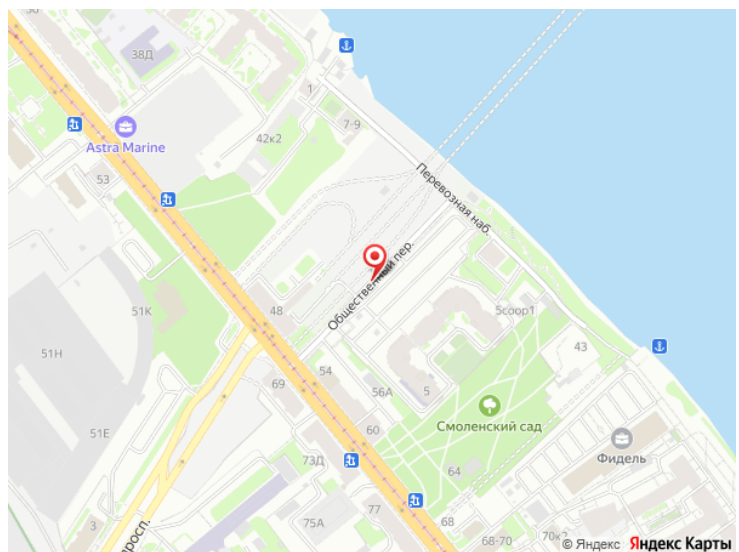 38Д
1
7-9
42к2
Astra Marine
53
Перевозная наб.
Общественный пер.
51К
48
5соор1
51Н
43
69
54
56А
5
Смоленский сад
51Е
60
Фидель
73Д
64
77
75А
68
3
68-70
70к2
просп.
© Яндекс Яндекс Карты